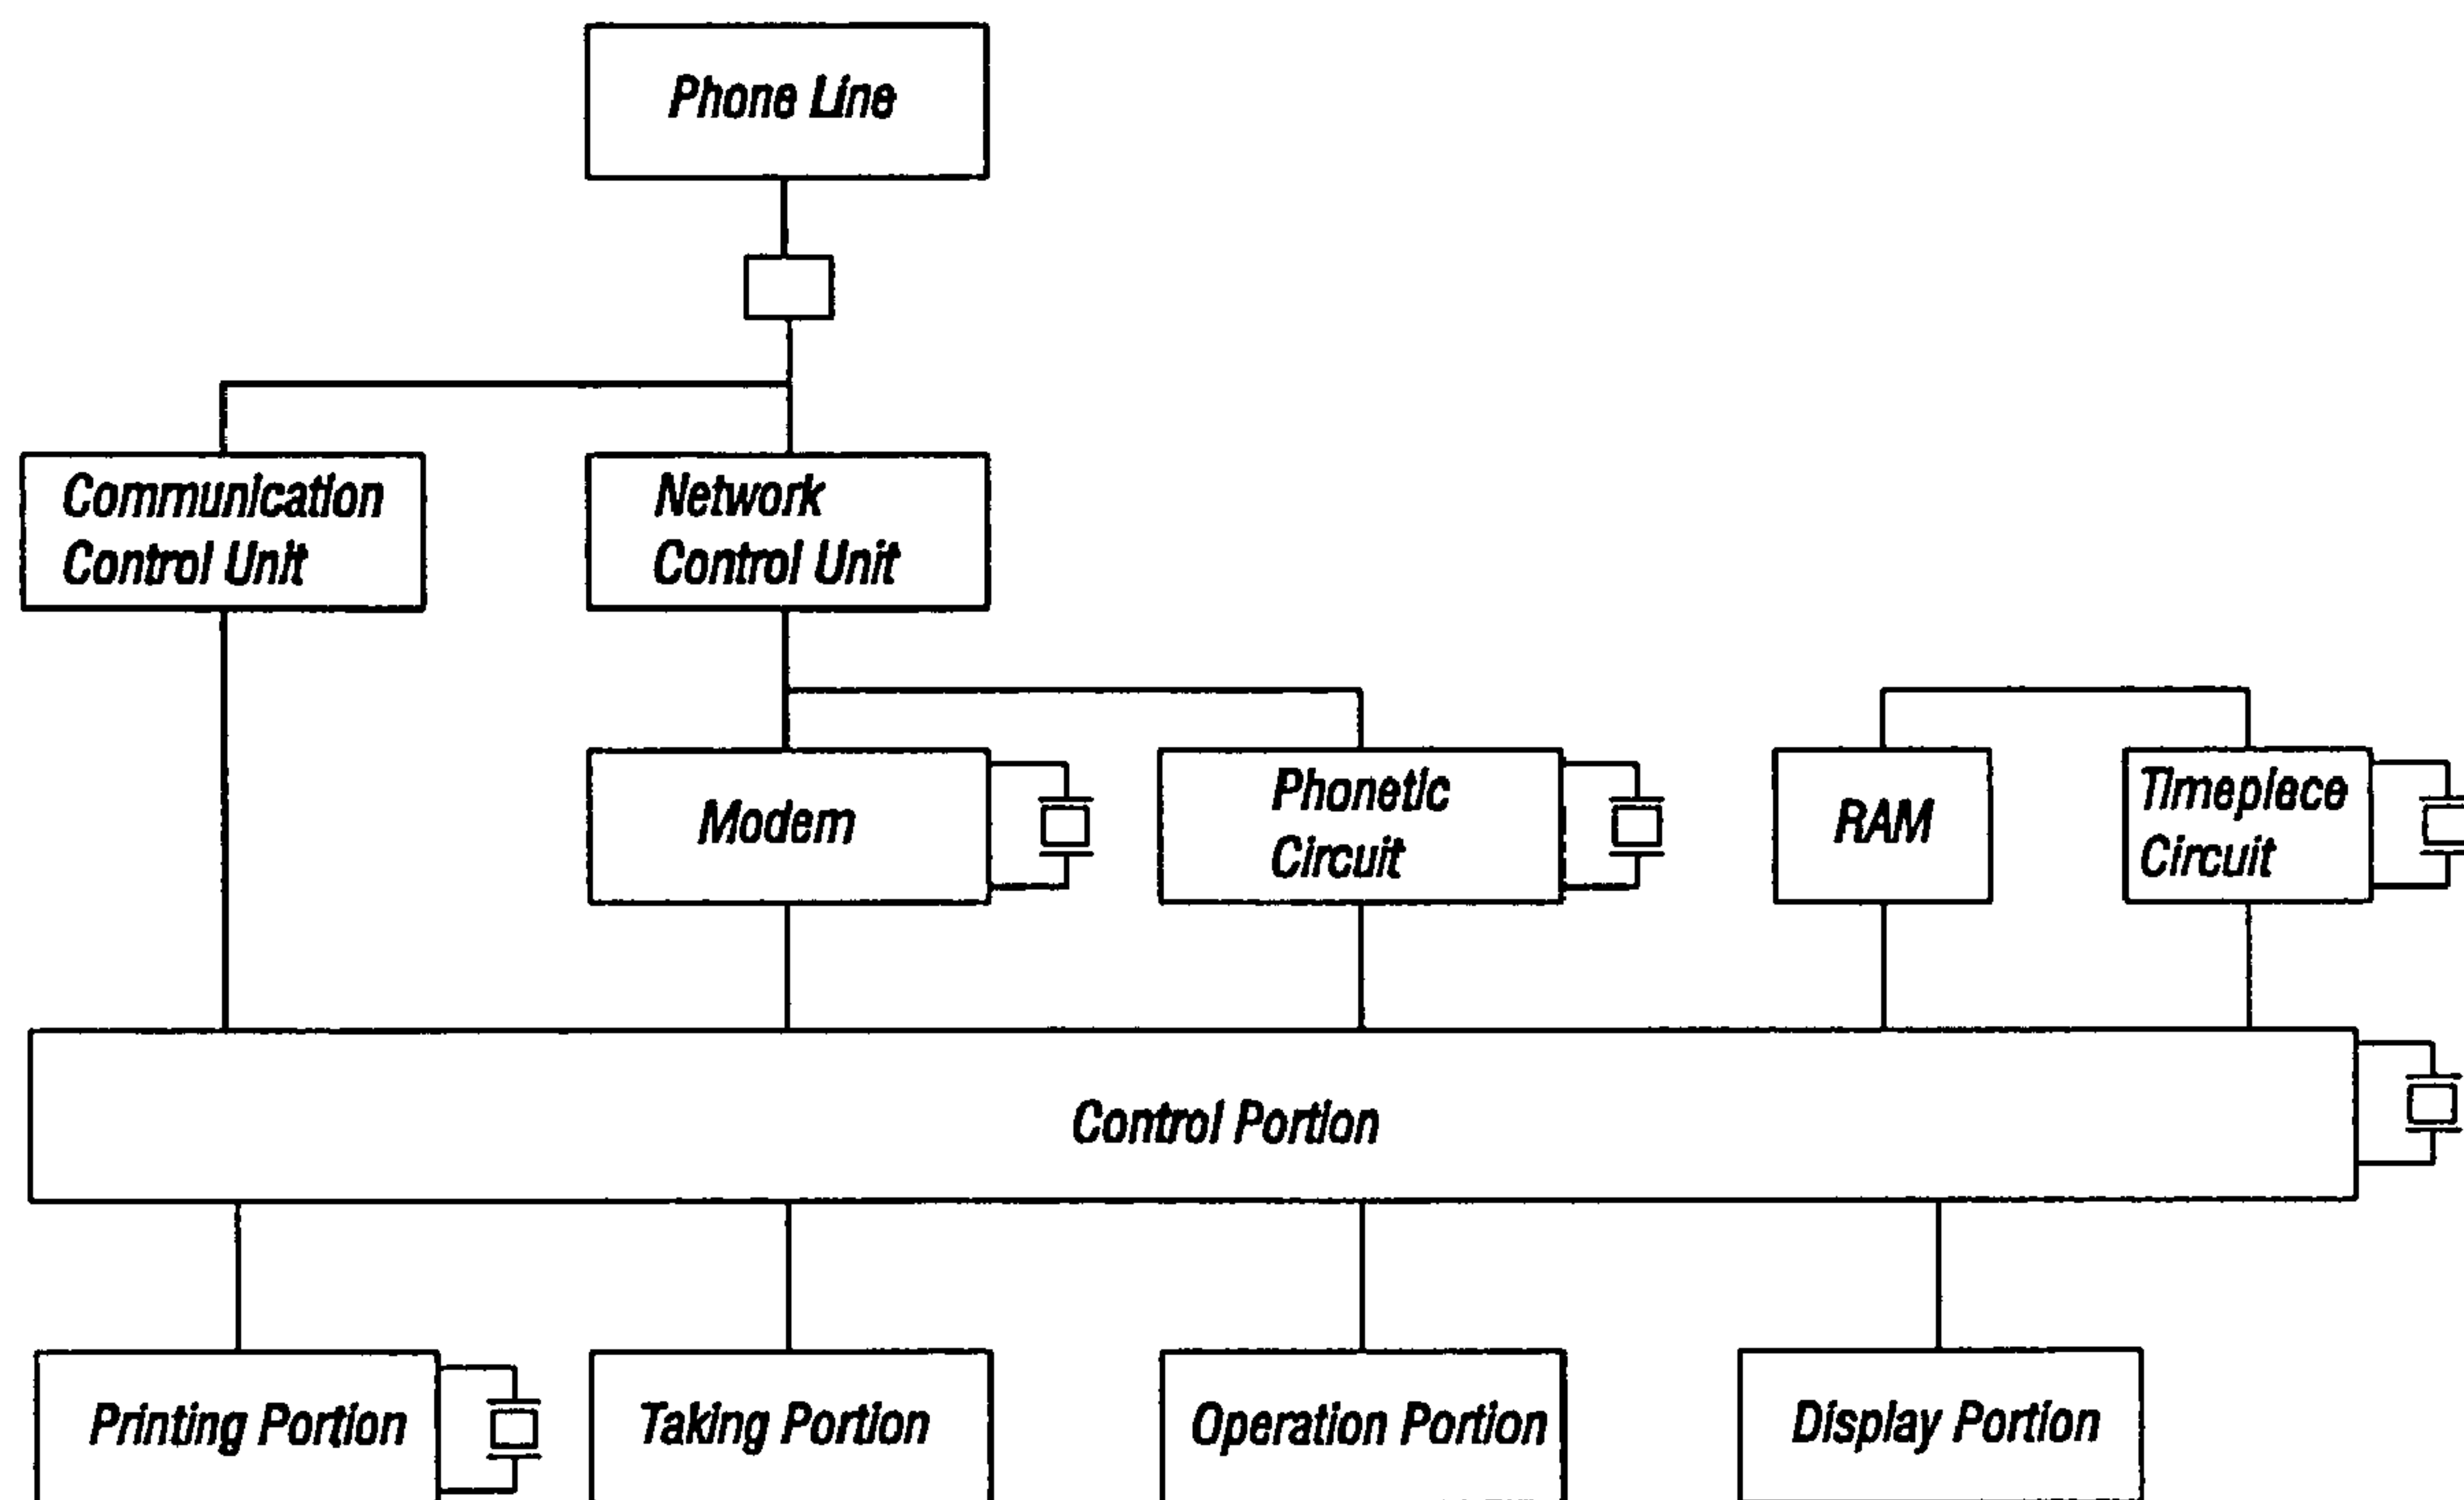 Phone Line
Communication
Control Unit
Network
Control Unit
Modem
Phonetic
Circuit
RAM
Timepiece
Circuit
Control Portion
Printing Portion
Taking Portion
Operation Portion
Display Portion